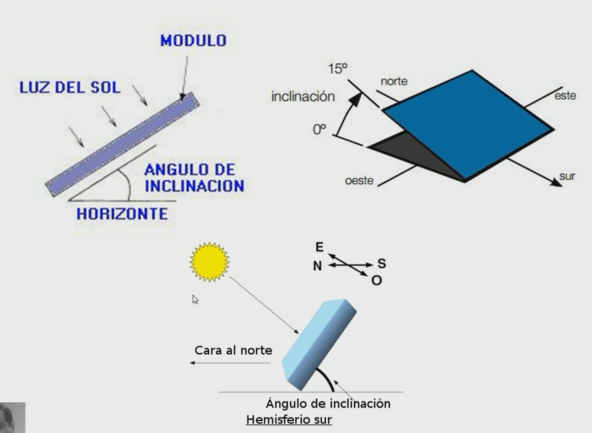 MODULO
LUZ DEL SOL
ANGULO DE
INCLINACION
HORIZONTE
15º
norte
este
inclinación
0º
oeste
sur
E
N
S
O
Cara al norte
Ángulo de inclinación
Hemisferio sur